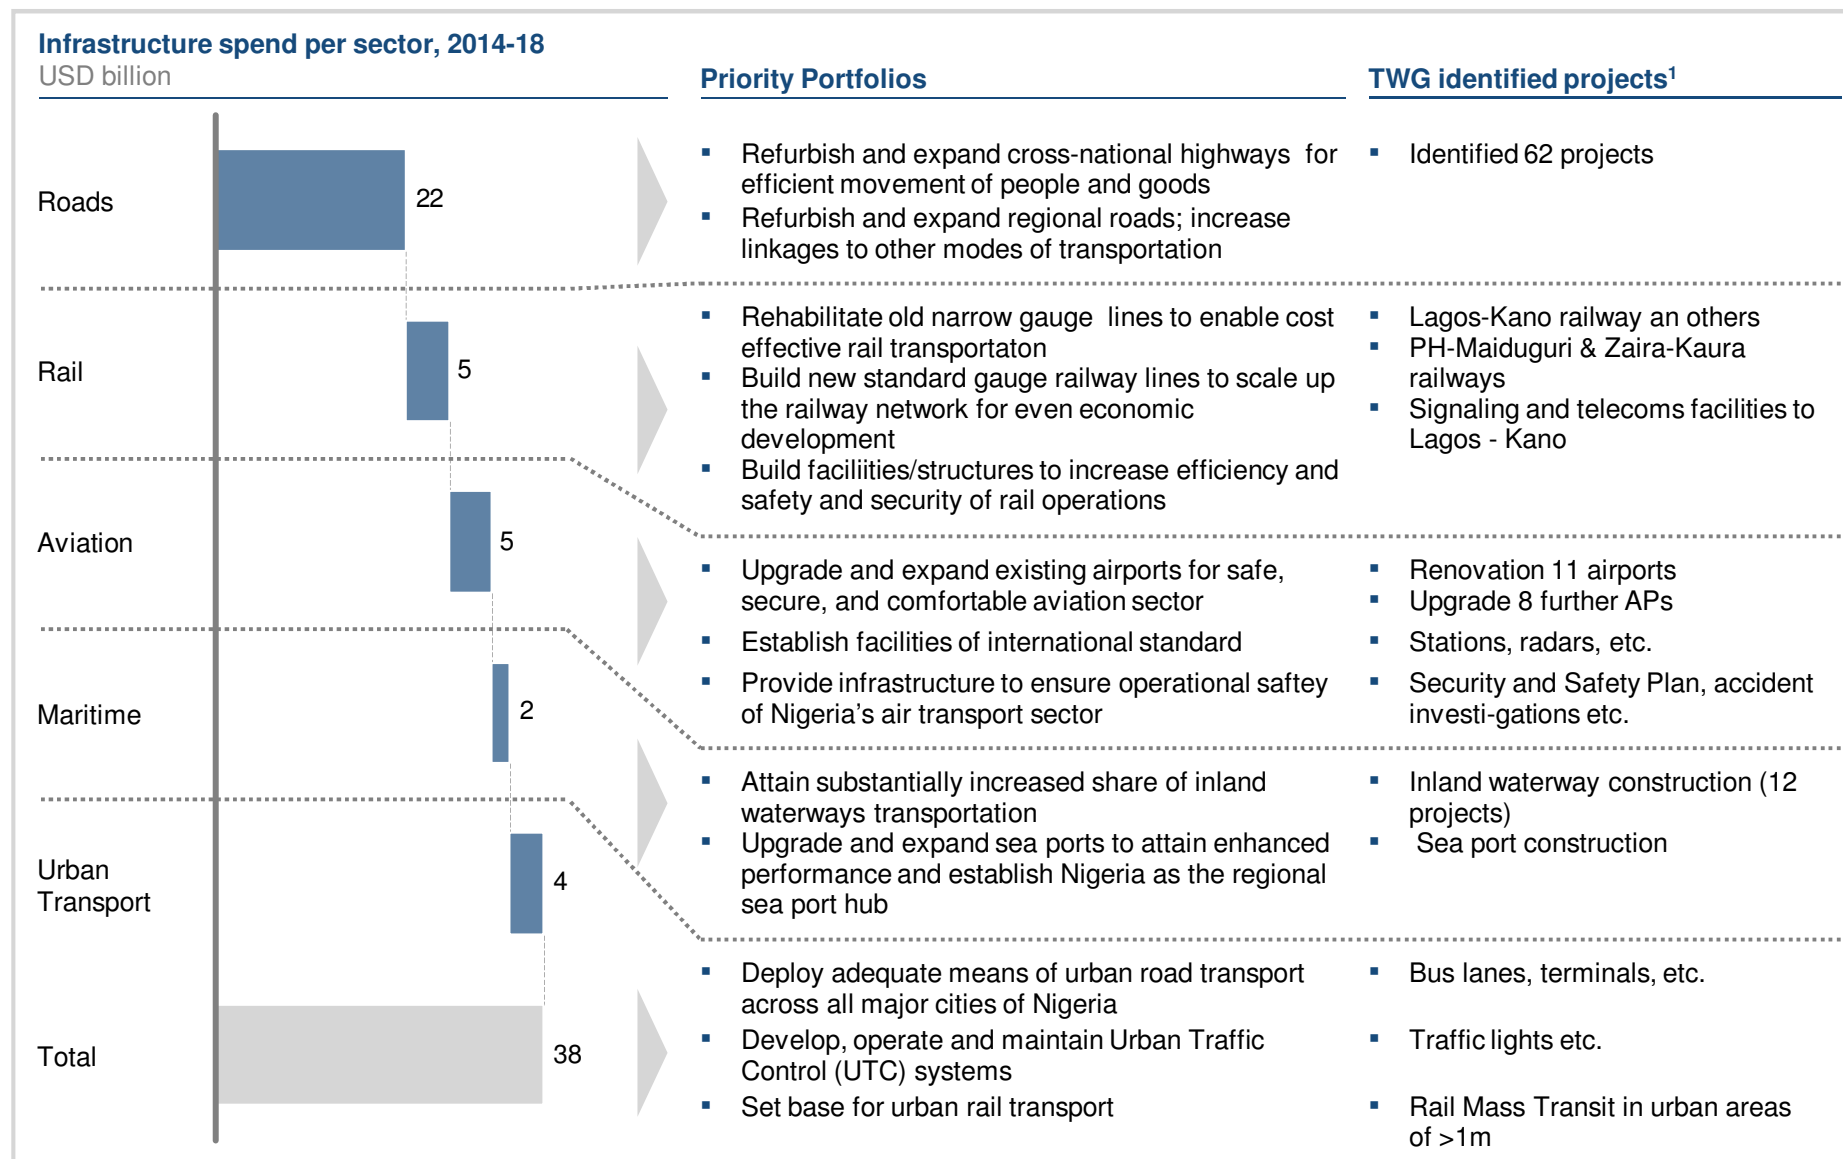 Infrastructure spend per sector, 2014-18
USD billion
Priority Portfolios
TWG identified projects1
Roads
22
▪ Refurbish and expand cross-national highways for
efficient movement of people and goods
▪ Refurbish and expand regional roads; increase
linkages to other modes of transportation
▪ Identified 62 projects
Rail
5
▪ Rehabilitate old narrow gauge lines to enable cost
effective rail transportaton
▪ Build new standard gauge railway lines to scale up
the railway network for even economic
development
▪ Build faciliities/structures to increase efficiency and
safety and security of rail operations
▪ Lagos-Kano railway an others
▪ PH-Maiduguri & Zaira-Kaura
railways
▪ Signaling and telecoms facilities to
Lagos - Kano
Aviation
5
▪ Upgrade and expand existing airports for safe,
secure, and comfortable aviation sector
▪ Establish facilities of international standard
▪ Provide infrastructure to ensure operational saftey
of Nigeria’s air transport sector
▪ Renovation 11 airports
▪ Upgrade 8 further APs
▪ Stations, radars, etc.
▪ Security and Safety Plan, accident
investi-gations etc.
Maritime
2
▪ Attain substantially increased share of inland
waterways transportation
▪ Upgrade and expand sea ports to attain enhanced
performance and establish Nigeria as the regional
sea port hub
▪ Inland waterway construction (12
projects)
▪ Sea port construction
Urban
Transport
4
▪ Deploy adequate means of urban road transport
across all major cities of Nigeria
▪ Develop, operate and maintain Urban Traffic
Control (UTC) systems
▪ Set base for urban rail transport
▪ Bus lanes, terminals, etc.
▪ Traffic lights etc.
▪ Rail Mass Transit in urban areas
of >1m
Total
38